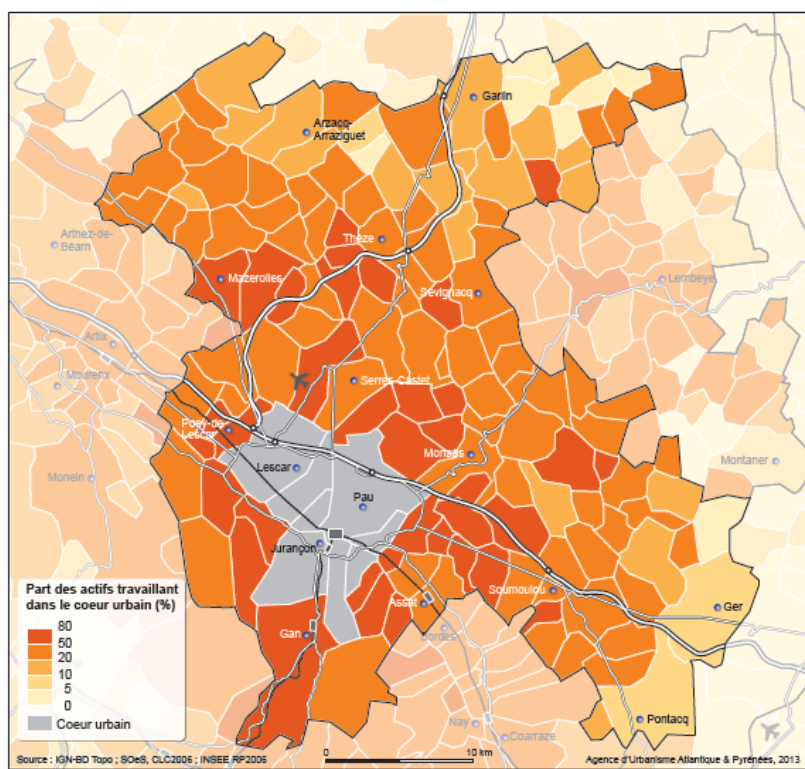 Garlin
Arzacq-
Arraziguet
Arthez-de-
Béarn
Thèze
Mazerolles
Lembeye
Sévignacq
Artix
Mourenx
Serres-Castet
Poey-de-
Lescar
Morlaas
Montaner
Monein
Lescar
Pau
Jurançon
Part des actifs travaillant
dans le coeur urbain (%)
80
50
20
10
5
0
Coeur urbain
Soumoulou
Assat
Ger
Gan
Bordes
Nay
Coarraze
Pontacq
Source : IGN-BD Topo ; SOeS, CLC2006 ; INSEE RP2006
0
10 km
Agence d'Urbanisme Atlantique & Pyrénées, 2013